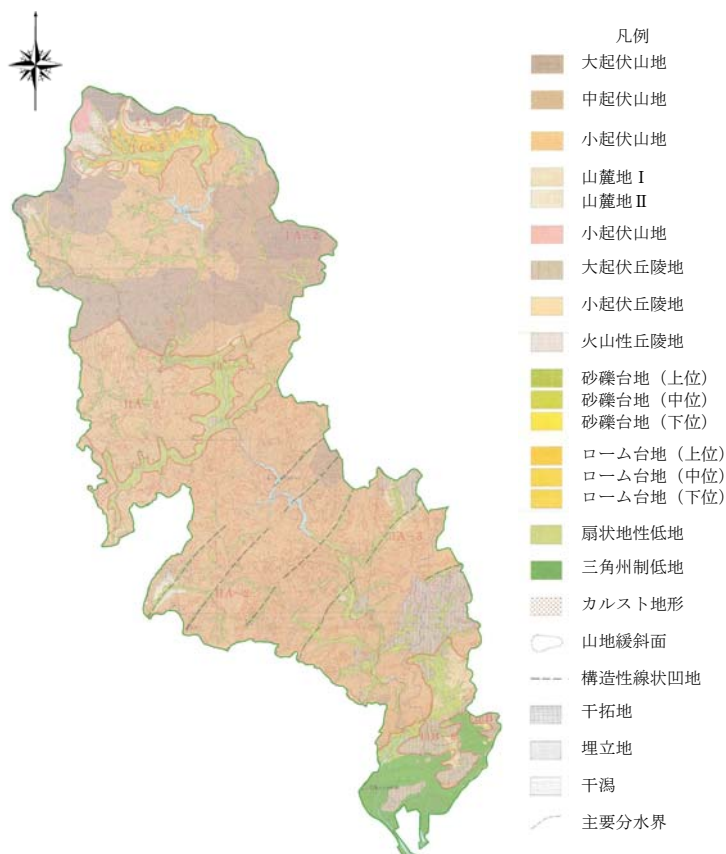 凡例
大起伏山地
中起伏山地
小起伏山地
山麓地Ⅰ
山麓地Ⅱ
小起伏山地
大起伏丘陵地
小起伏丘陵地
火山性丘陵地
砂礫台地（上位）
砂礫台地（中位）
砂礫台地（下位）
ローム台地（上位）
ローム台地（中位）
ローム台地（下位）
扇状地性低地
三角州制低地
カルスト地形
山地緩斜面
構造性線状凹地
干拓地
埋立地
干潟
主要分水界